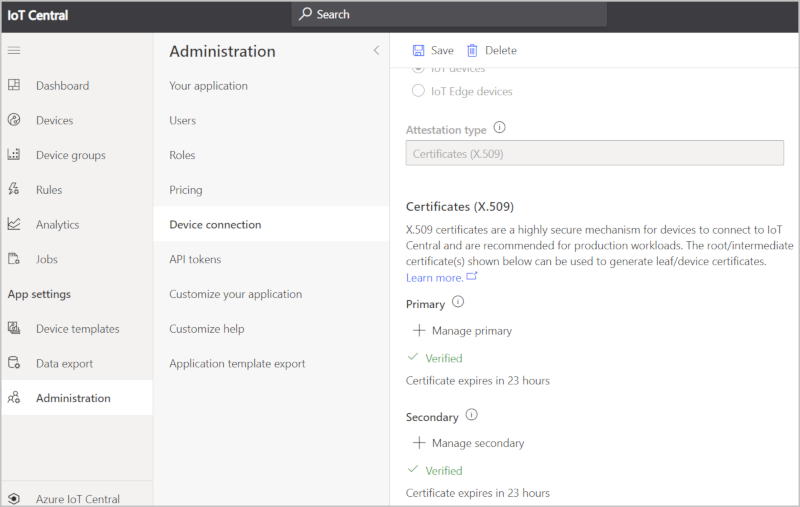 IoT Central
Search
Dashboard
Devices
Device groups
Rules
Analytics
Jobs
App settings
Device templates
Data export
Administration
Azure IoT Central
Administration
Your application
Users
Roles
Pricing
Device connection
API tokens
Customize your application
Customize help
Application template export
Save
Delete
IoT devices
IoT Edge devices
Attestation type
Certificates (X.509)
Certificates (X.509)
X.509 certificates are a highly secure mechanism for devices to connect to IoT
Central and are recommended for production workloads. The root/intermediate
certificate(s) shown below can be used to generate leaf/device certificates.
Learn more.
Primary
Manage primary
Verified
Certificate expires in 23 hours
Secondary
Manage secondary
Verified
Certificate expires in 23 hours